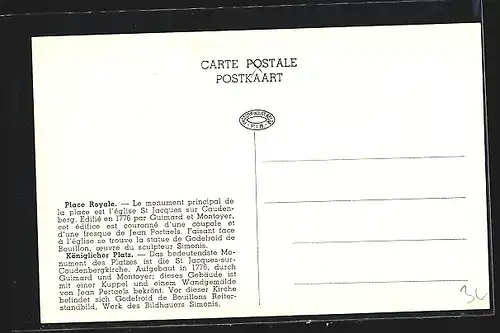 CARTE POSTALE
POSTKAART
Place Royale. — Le monument principal de
la place est l'église St Jacques sur Cauden-
berg. Edifié en 1776 par Guimard et Montoyer,
cet édifice est couronné d'une coupole et
d'une fresque de Jean Portaels. Faisant face
à l'église se trouve la statue de Godefroid de
Bouillon, œuvre du sculpteur Simonis.
Königlicher Platz. — Das bedeutendste Mo-
nument des Platzes ist die St Jacques-sur-
Coudenbergkirche. Aufgebaut in 1776, durch
Guimard und Montoyer; dieses Gebäude ist
mit einer Kuppel und einem Wandgemälde
von Jean Portaels bekrönt. Vor dieser Kirche
befindet sich Godefroid de Bouillons Reiter-
standbild, Werk des Bildhauers Simonis.